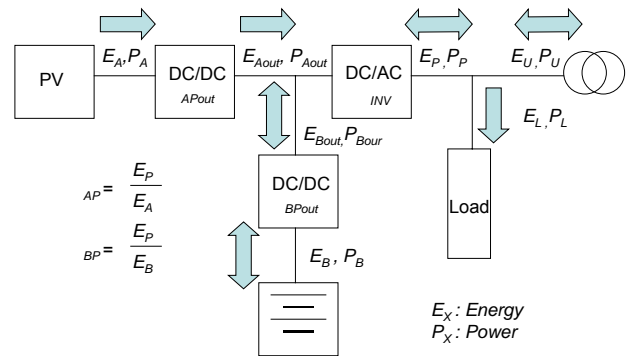 PV
E_A, P_A
DC/DC
APout
E_Aout, P_Aout
DC/AC
INV
E_P, P_P
E_U, P_U
E_L, P_L
Load
E_Bout, P_Bour
DC/DC
BPout
E_B, P_B
AP = E_P / E_A
BP = E_P / E_B
E_X : Energy
P_X : Power